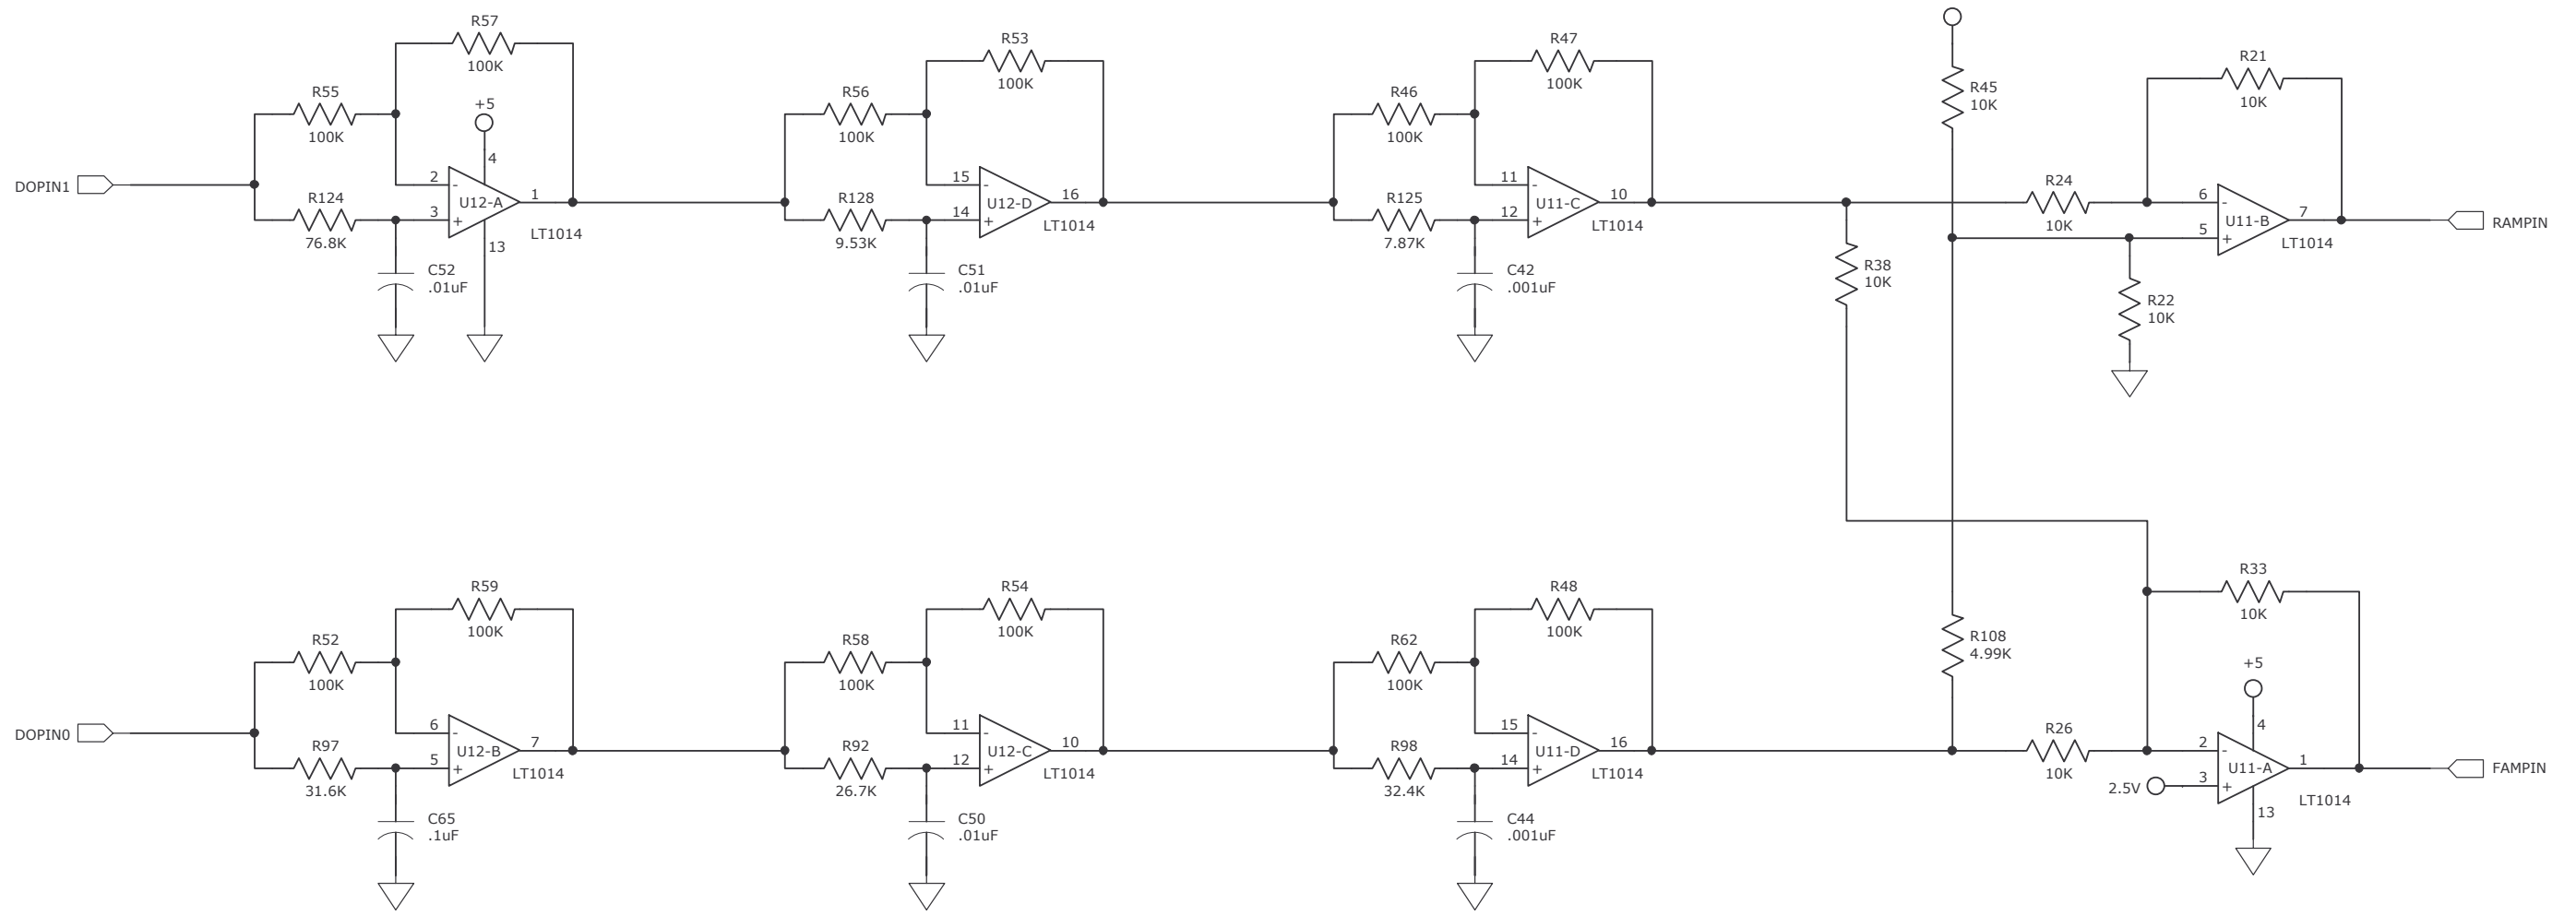 R57
100K
R55
100K
+5
4
DOPIN1
R124
76.8K
2
-
3
+
U12-A
1
13
LT1014
C52
.01uF
R53
100K
R56
100K
R128
9.53K
15
-
14
+
U12-D
16
LT1014
C51
.01uF
R47
100K
R46
100K
R125
7.87K
11
-
12
+
U11-C
10
LT1014
C42
.001uF
R45
10K
R38
10K
R21
10K
R24
10K
6
-
5
+
U11-B
7
LT1014
RAMPIN
R22
10K
R59
100K
R52
100K
DOPIN0
R97
31.6K
6
-
5
+
U12-B
7
LT1014
C65
.1uF
R54
100K
R58
100K
R92
26.7K
11
-
12
+
U12-C
10
LT1014
C50
.01uF
R48
100K
R62
100K
R98
32.4K
15
-
14
+
U11-D
16
LT1014
C44
.001uF
R108
4.99K
R33
10K
+5
4
R26
10K
2
-
2.5V
3
+
U11-A
1
13
LT1014
FAMPIN